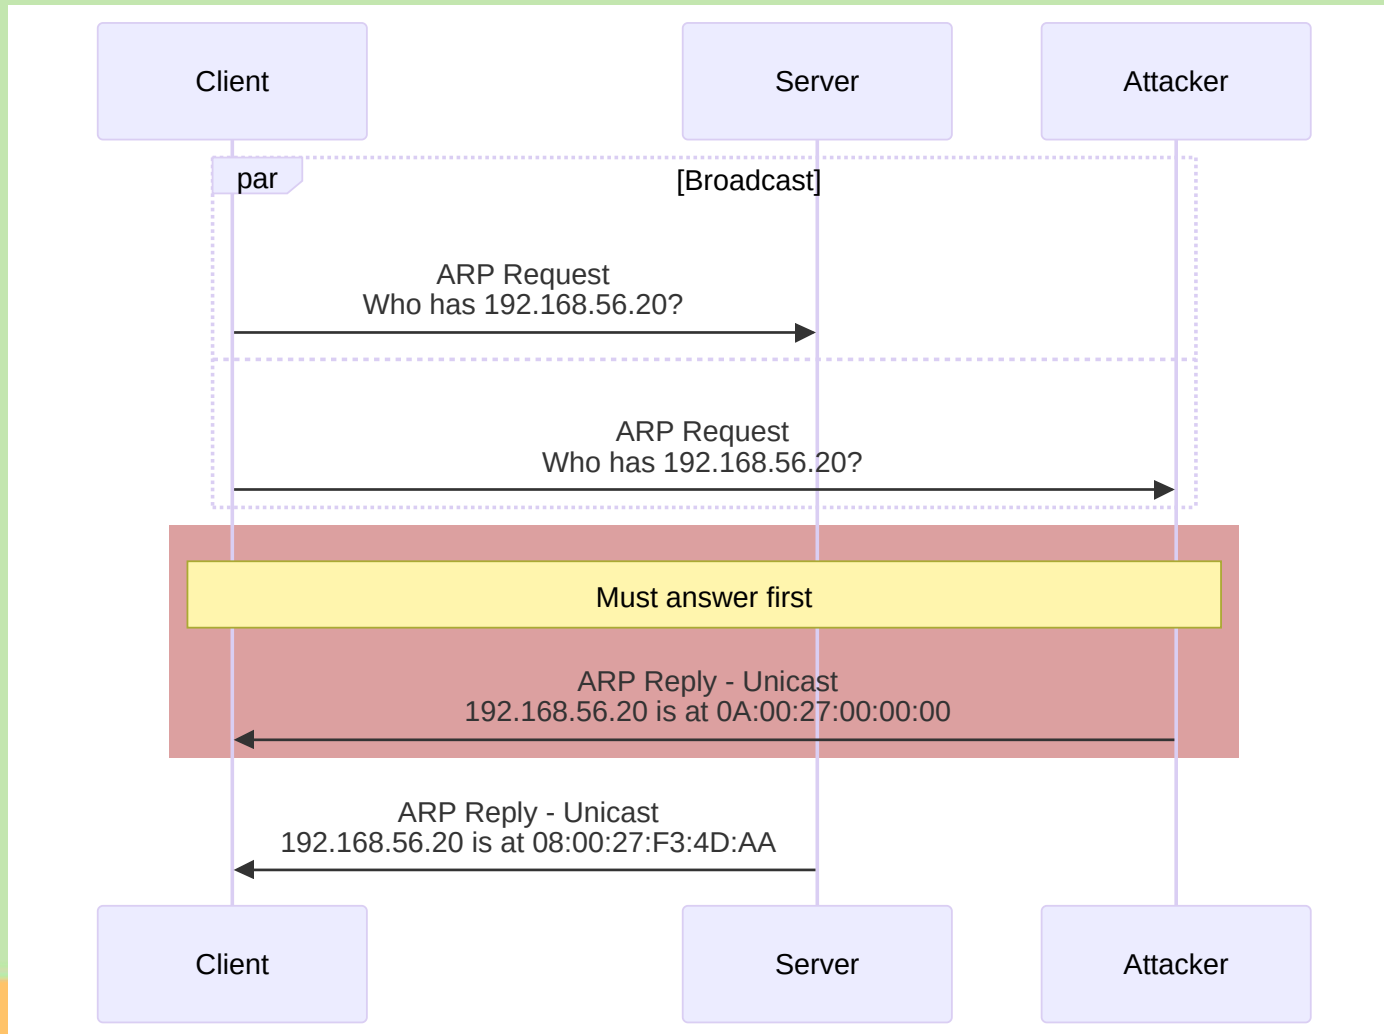 Client
Server
Attacker
par
[Broadcast]
ARP Request
Who has 192.168.56.20?
ARP Request
Who has 192.168.56.20?
Must answer first
ARP Reply - Unicast
192.168.56.20 is at 0A:00:27:00:00:00
ARP Reply - Unicast
192.168.56.20 is at 08:00:27:F3:4D:AA
Client
Server
Attacker